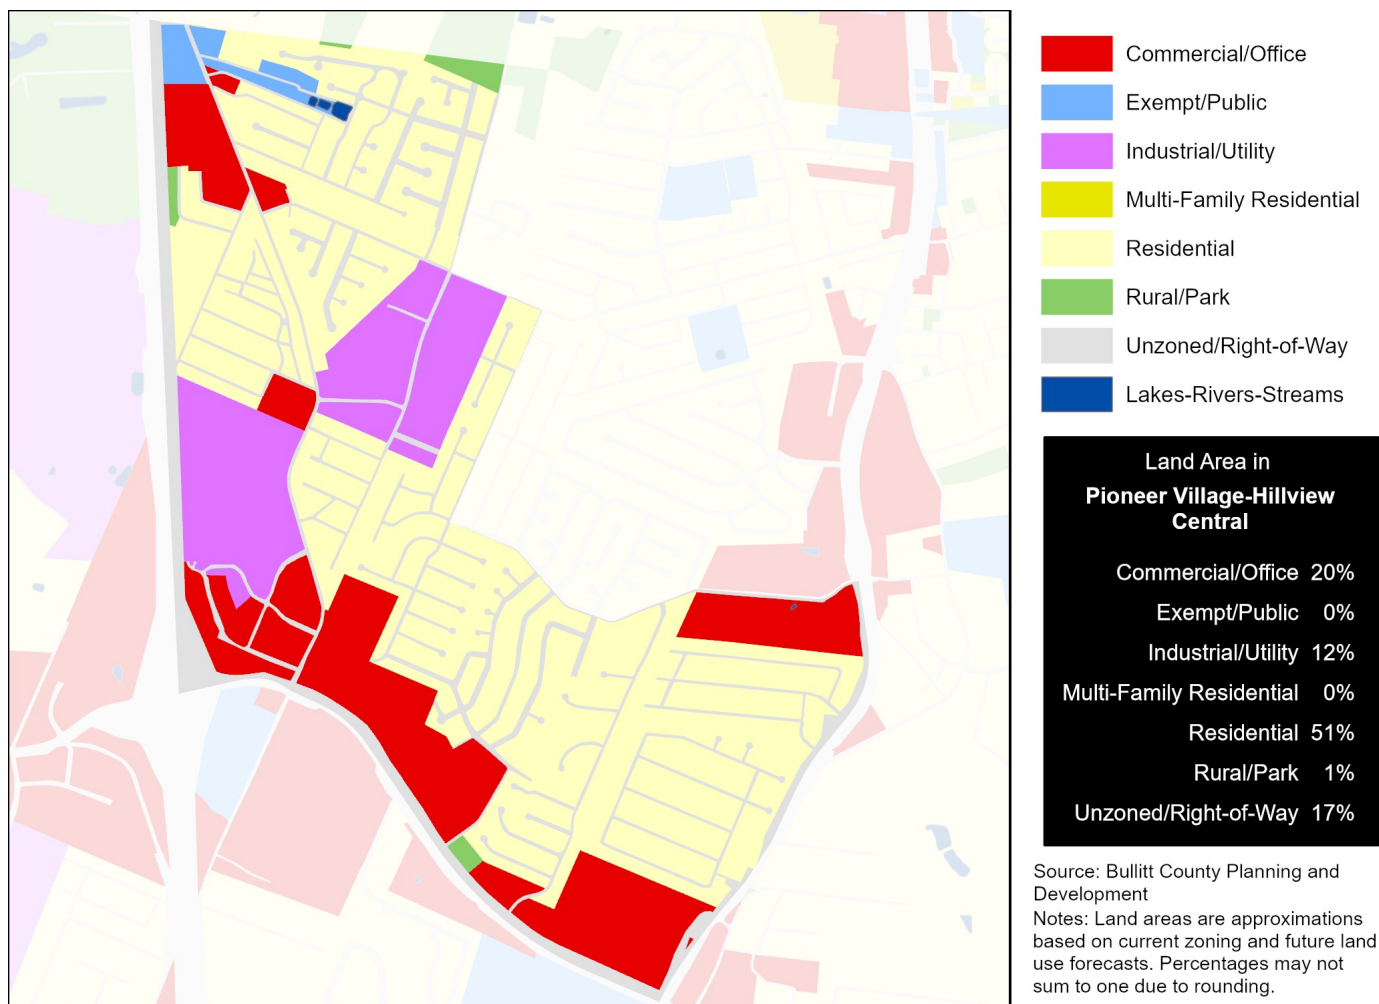 Commercial/Office
Exempt/Public
Industrial/Utility
Multi-Family Residential
Residential
Rural/Park
Unzoned/Right-of-Way
Lakes-Rivers-Streams
Land Area in
Pioneer Village-Hillview
Central
Commercial/Office 20%
Exempt/Public 0%
Industrial/Utility 12%
Multi-Family Residential 0%
Residential 51%
Rural/Park 1%
Unzoned/Right-of-Way 17%
Source: Bullitt County Planning and
Development
Notes: Land areas are approximations
based on current zoning and future land
use forecasts. Percentages may not
sum to one due to rounding.